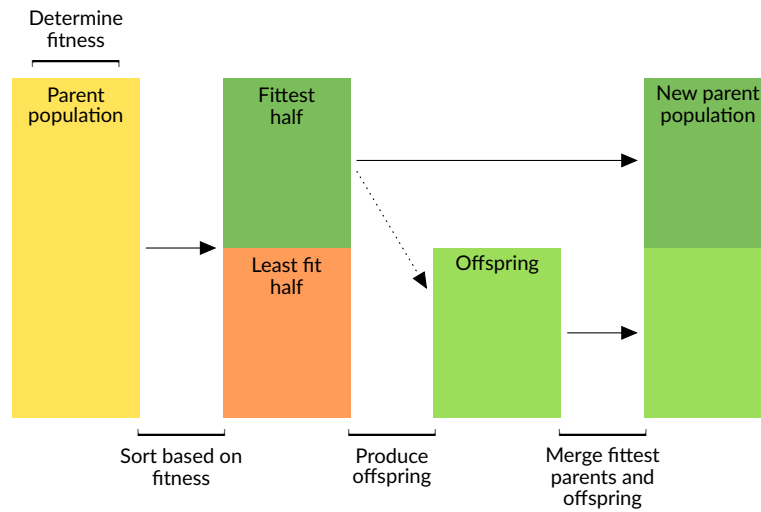 Determine
fitness
Parent
population
Fittest
half
New parent
population
Least fit
half
Offspring
Sort based on
fitness
Produce
offspring
Merge fittest
parents and
offspring